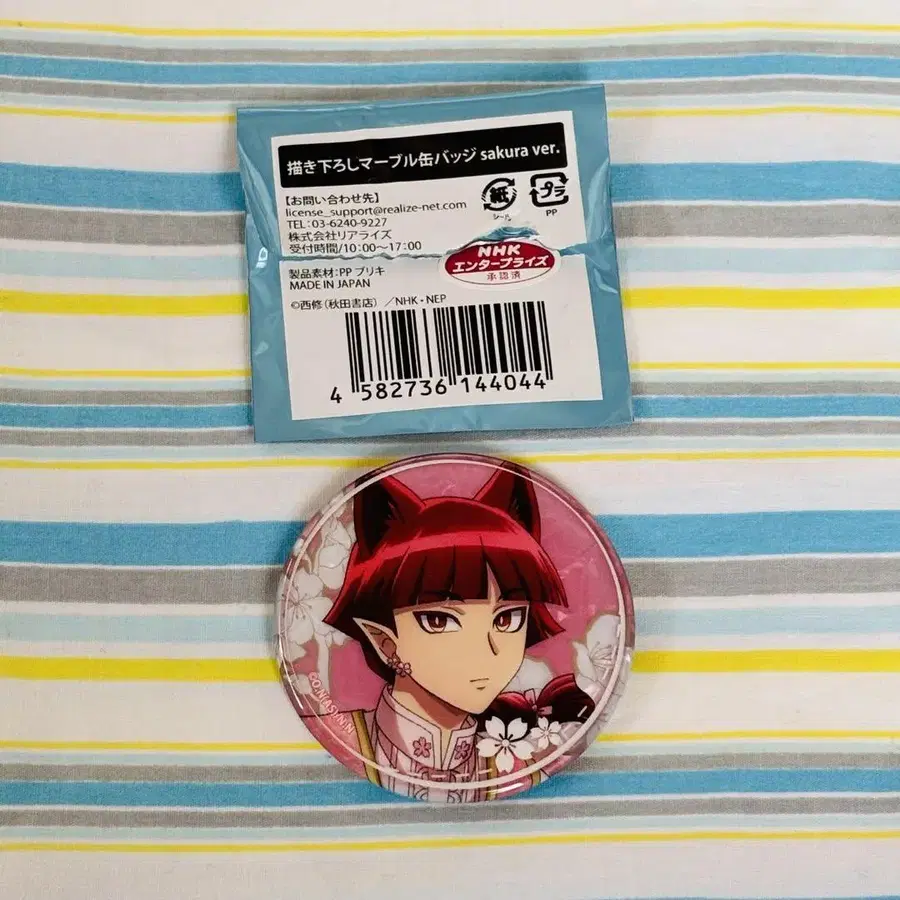 描き下ろしマーブル缶バッジ sakura ver.
【お問い合わせ先】
license_support@realize-net.com
TEL:03-6240-9227
株式会社リアライズ
受付時間/10:00〜17:00
紙
シール
プラ
PP
NHK
エンタープライズ
承認済
製品素材:PP ブリキ
MADE IN JAPAN
©西修(秋田書店)/NHK・NEP
4 582736 144044
©O.N/A/S,N,N